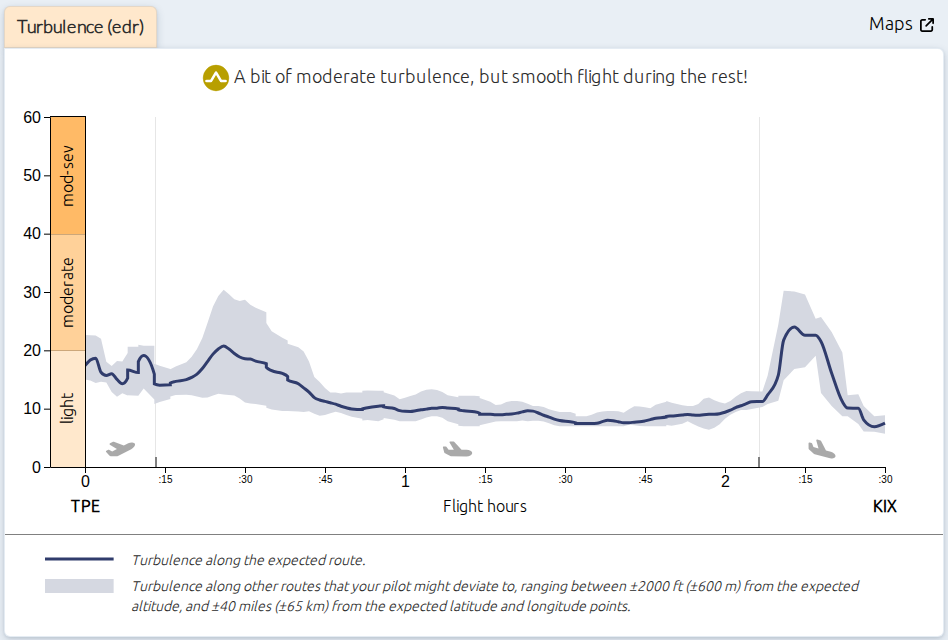 Turbulence (edr)
Maps
A bit of moderate turbulence, but smooth flight during the rest!
60
50
40
30
20
10
0
mod-sev
moderate
light
0 :15 :30 :45 1 :15 :30 :45 2 :15 :30
TPE Flight hours KIX
Turbulence along the expected route.
Turbulence along other routes that your pilot might deviate to, ranging between ±2000 ft (±600 m) from the expected
altitude, and ±40 miles (±65 km) from the expected latitude and longitude points.